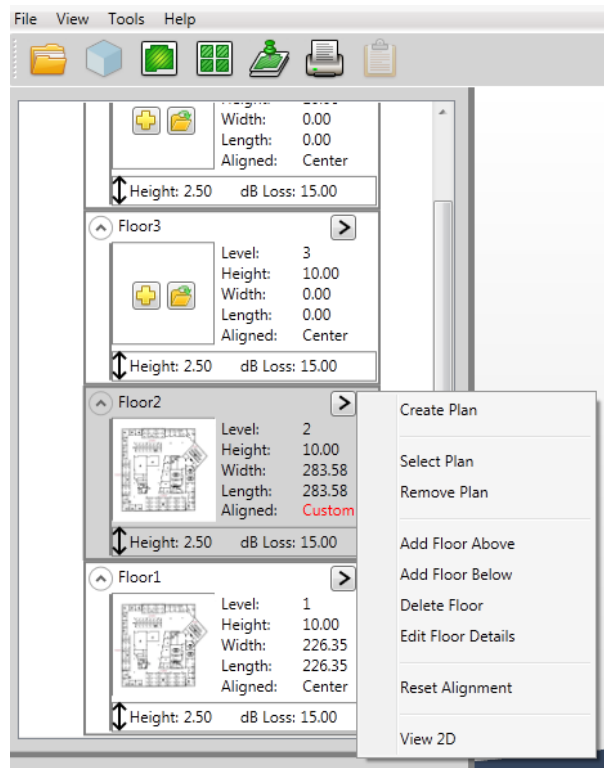 File View Tools Help
Width: 0.00
Length: 0.00
Aligned: Center
Height: 2.50 dB Loss: 15.00
Floor3
Level: 3
Height: 10.00
Width: 0.00
Length: 0.00
Aligned: Center
Height: 2.50 dB Loss: 15.00
Floor2
Level: 2
Height: 10.00
Width: 283.58
Length: 283.58
Aligned: Custom
Height: 2.50 dB Loss: 15.00
Floor1
Level: 1
Height: 10.00
Width: 226.35
Length: 226.35
Aligned: Center
Height: 2.50 dB Loss: 15.00
Create Plan
Select Plan
Remove Plan
Add Floor Above
Add Floor Below
Delete Floor
Edit Floor Details
Reset Alignment
View 2D